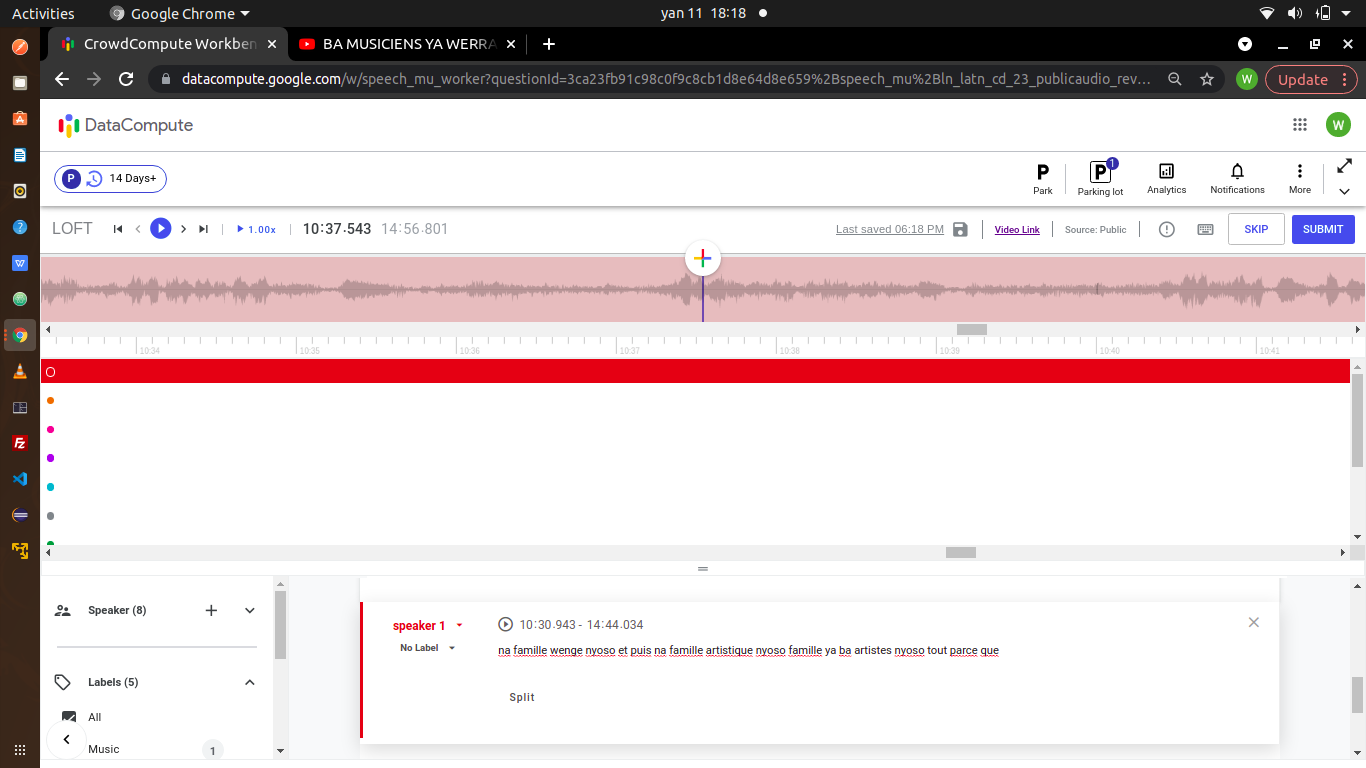 Activities
Google Chrome
yan 11 18:18
CrowdCompute Workben
BA MUSICIENS YA WERRA
datacompute.google.com/w/speech_mu_worker?questionId=3ca23fb91c98c0f9c8cb1d8e64d8e659%2Bspeech_mu%2Bln_latn_cd_23_publicaudio_rev...
W
Update
DataCompute
W
P
14 Days+
P
P 1
Park
Parking lot
Analytics
Notifications
More
LOFT
1.00x
10:37.543
14:56.801
Last saved 06:18 PM
Video Link
Source: Public
SKIP
SUBMIT
10:34
10:35
10:36
10:37
10:38
10:39
10:40
10:41
Speaker (8)
Labels (5)
All
Music
1
speaker 1
10:30.943 - 14:44.034
No Label
na famille wenge nyoso et puis na famille artistique nyoso famille ya ba artistes nyoso tout parce que
Split